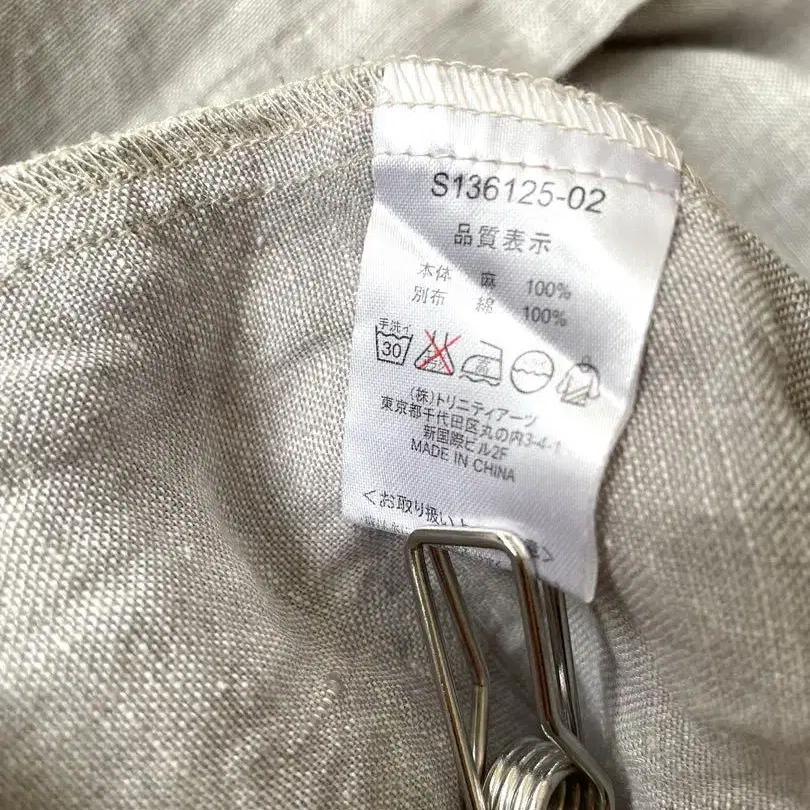 S136125-02
品質表示
本体 麻 100%
別布 綿 100%
手洗イ
30
高
(株)トリニティアーツ
東京都千代田区丸の内3-4-1
新国際ビル2F
MADE IN CHINA
<お取り扱い上